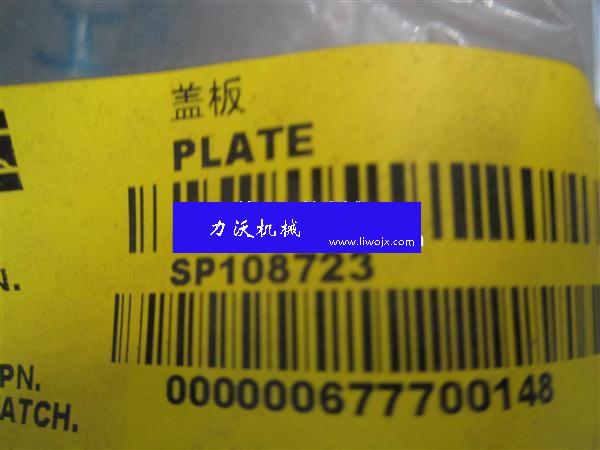 盖板
PLATE
力沃机械
www.liwojx.com
SP108723
N.
000000677700148
PN.
ATCH.